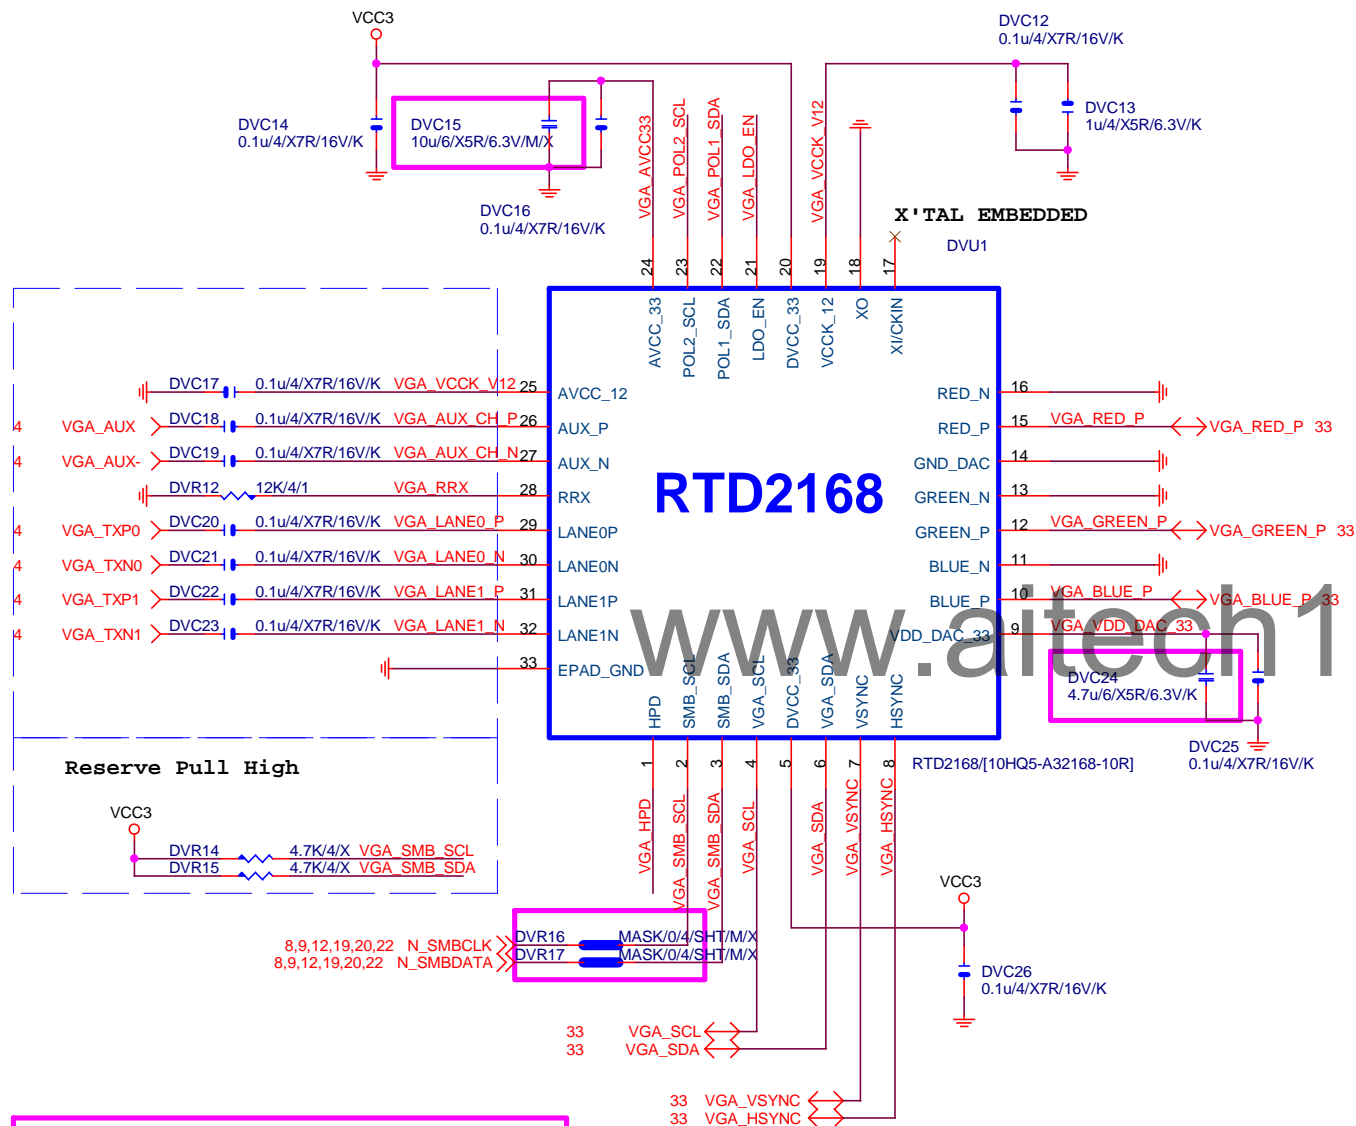 VCC3
DVC12
0.1u/4/X7R/16V/K
DVC14
0.1u/4/X7R/16V/K
DVC15
10u/6/X5R/6.3V/M/X
DVC13
1u/4/X5R/6.3V/K
DVC16
0.1u/4/X7R/16V/K
VGA_AVCC33
VGA_POL2_SCL
VGA_POL1_SDA
VGA_LDO_EN
VGA_VCCK_V12
X'TAL EMBEDDED
DVU1
24
23
22
21
20
19
18
17
AVCC_33
POL2_SCL
POL1_SDA
LDO_EN
DVCC_33
VCCK_12
XO
XI/CKIN
DVC17 0.1u/4/X7R/16V/K VGA_VCCK_V12 25 AVCC_12
4 VGA_AUX DVC18 0.1u/4/X7R/16V/K VGA_AUX_CH_P 26 AUX_P
4 VGA_AUX- DVC19 0.1u/4/X7R/16V/K VGA_AUX_CH_N 27 AUX_N
DVR12 12K/4/1 VGA_RRX 28 RRX
4 VGA_TXP0 DVC20 0.1u/4/X7R/16V/K VGA_LANE0_P 29 LANE0P
4 VGA_TXN0 DVC21 0.1u/4/X7R/16V/K VGA_LANE0_N 30 LANE0N
4 VGA_TXP1 DVC22 0.1u/4/X7R/16V/K VGA_LANE1_P 31 LANE1P
4 VGA_TXN1 DVC23 0.1u/4/X7R/16V/K VGA_LANE1_N 32 LANE1N
33 EPAD_GND
RTD2168
RED_N 16
RED_P 15 VGA_RED_P VGA_RED_P 33
GND_DAC 14
GREEN_N 13
GREEN_P 12 VGA_GREEN_P VGA_GREEN_P 33
BLUE_N 11
BLUE_P 10 VGA_BLUE_P VGA_BLUE_P 33
VDD_DAC_33 9 VGA_VDD_DAC_33
www.aitech1
DVC24
4.7u/6/X5R/6.3V/K
DVC25
0.1u/4/X7R/16V/K
HPD
SMB_SCL
SMB_SDA
VGA_SCL
DVCC_33
VGA_SDA
VSYNC
HSYNC
1
2
3
4
5
6
7
8
RTD2168/[10HQ5-A32168-10R]
VGA_HPD
VGA_SMB_SCL
VGA_SMB_SDA
VGA_SCL
VGA_SDA
VGA_VSYNC
VGA_HSYNC
Reserve Pull High
VCC3
DVR14 4.7K/4/X VGA_SMB_SCL
DVR15 4.7K/4/X VGA_SMB_SDA
VCC3
8,9,12,19,20,22 N_SMBCLK DVR16 MASK/0/4/SHT/M/X
8,9,12,19,20,22 N_SMBDATA DVR17 MASK/0/4/SHT/M/X
DVC26
0.1u/4/X7R/16V/K
33 VGA_SCL
33 VGA_SDA
33 VGA_VSYNC
33 VGA_HSYNC